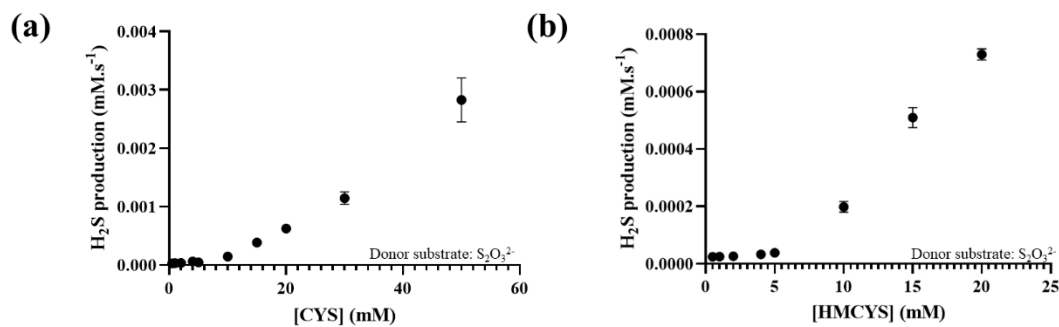 (a)
H₂S production (mM.s⁻¹)
0.004
0.003
0.002
0.001
0.000
0
20
40
60
[CYS] (mM)
Donor substrate: S₂O₃²⁻
(b)
H₂S production (mM.s⁻¹)
0.0008
0.0006
0.0004
0.0002
0.0000
0
5
10
15
20
25
[HMCYS] (mM)
Donor substrate: S₂O₃²⁻